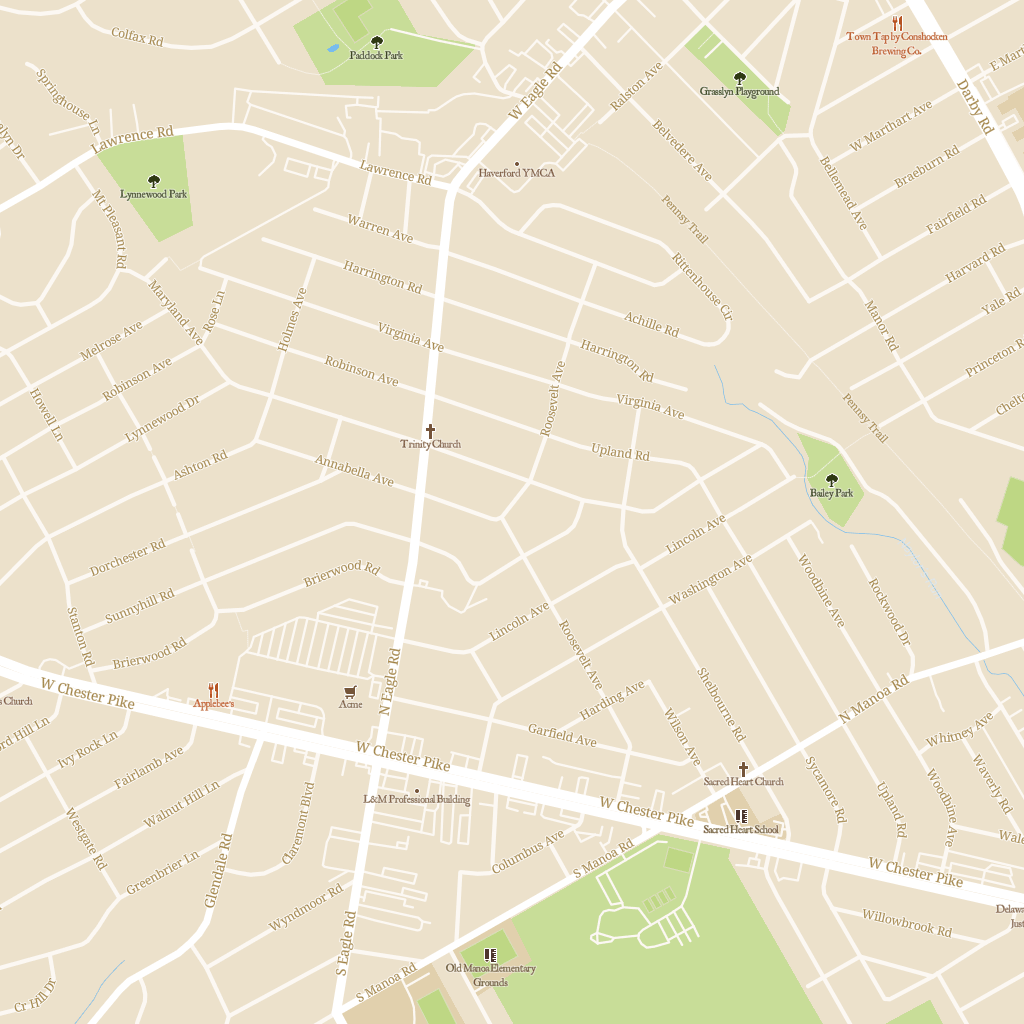 Colfax Rd
Paddock Park
Town Tap by Conshocken
Brewing Co.
W Eagle Rd
Ralston Ave
Grasslyn Playground
Darby Rd
Springhouse Ln
Lawrence Rd
W Marthart Ave
Belvedere Ave
Braeburn Rd
Lawrence Rd
Haverford YMCA
Bellemead Ave
Lynnewood Park
Mt Pleasant Rd
Warren Ave
Pennsy Trail
Fairfield Rd
Harvard Rd
Harrington Rd
Rittenhouse Cir
Maryland Ave
Rose Ln
Holmes Ave
Yale Rd
Manor Rd
Achille Rd
Melrose Ave
Virginia Ave
Harrington Rd
Robinson Ave
Robinson Ave
Roosevelt Ave
Howell Ln
Lynnewood Dr
Virginia Ave
Pennsy Trail
Trinity Church
Upland Rd
Ashton Rd
Annabella Ave
Bailey Park
Lincoln Ave
Dorchester Rd
Brierwood Rd
Washington Ave
Woodbine Ave
Rockwood Dr
Sunnyhill Rd
Stanton Rd
Lincoln Ave
Roosevelt Ave
Brierwood Rd
N Eagle Rd
Shelbourne Rd
N Manoa Rd
W Chester Pike
Applebee's
Acme
Harding Ave
Wilson Ave
Garfield Ave
Whitney Ave
Ivy Rock Ln
Fairlamb Ave
W Chester Pike
Sacred Heart Church
Sycamore Rd
Waverly Rd
Walnut Hill Ln
Claremont Blvd
L&M Professional Building
W Chester Pike
Sacred Heart School
Upland Rd
Woodbine Ave
Westgate Rd
Glendale Rd
Greenbrier Ln
Columbus Ave
S Manoa Rd
W Chester Pike
Wyndmoor Rd
Willowbrook Rd
S Eagle Rd
Old Manoa Elementary
Grounds
S Manoa Rd
Cr Hill Dr